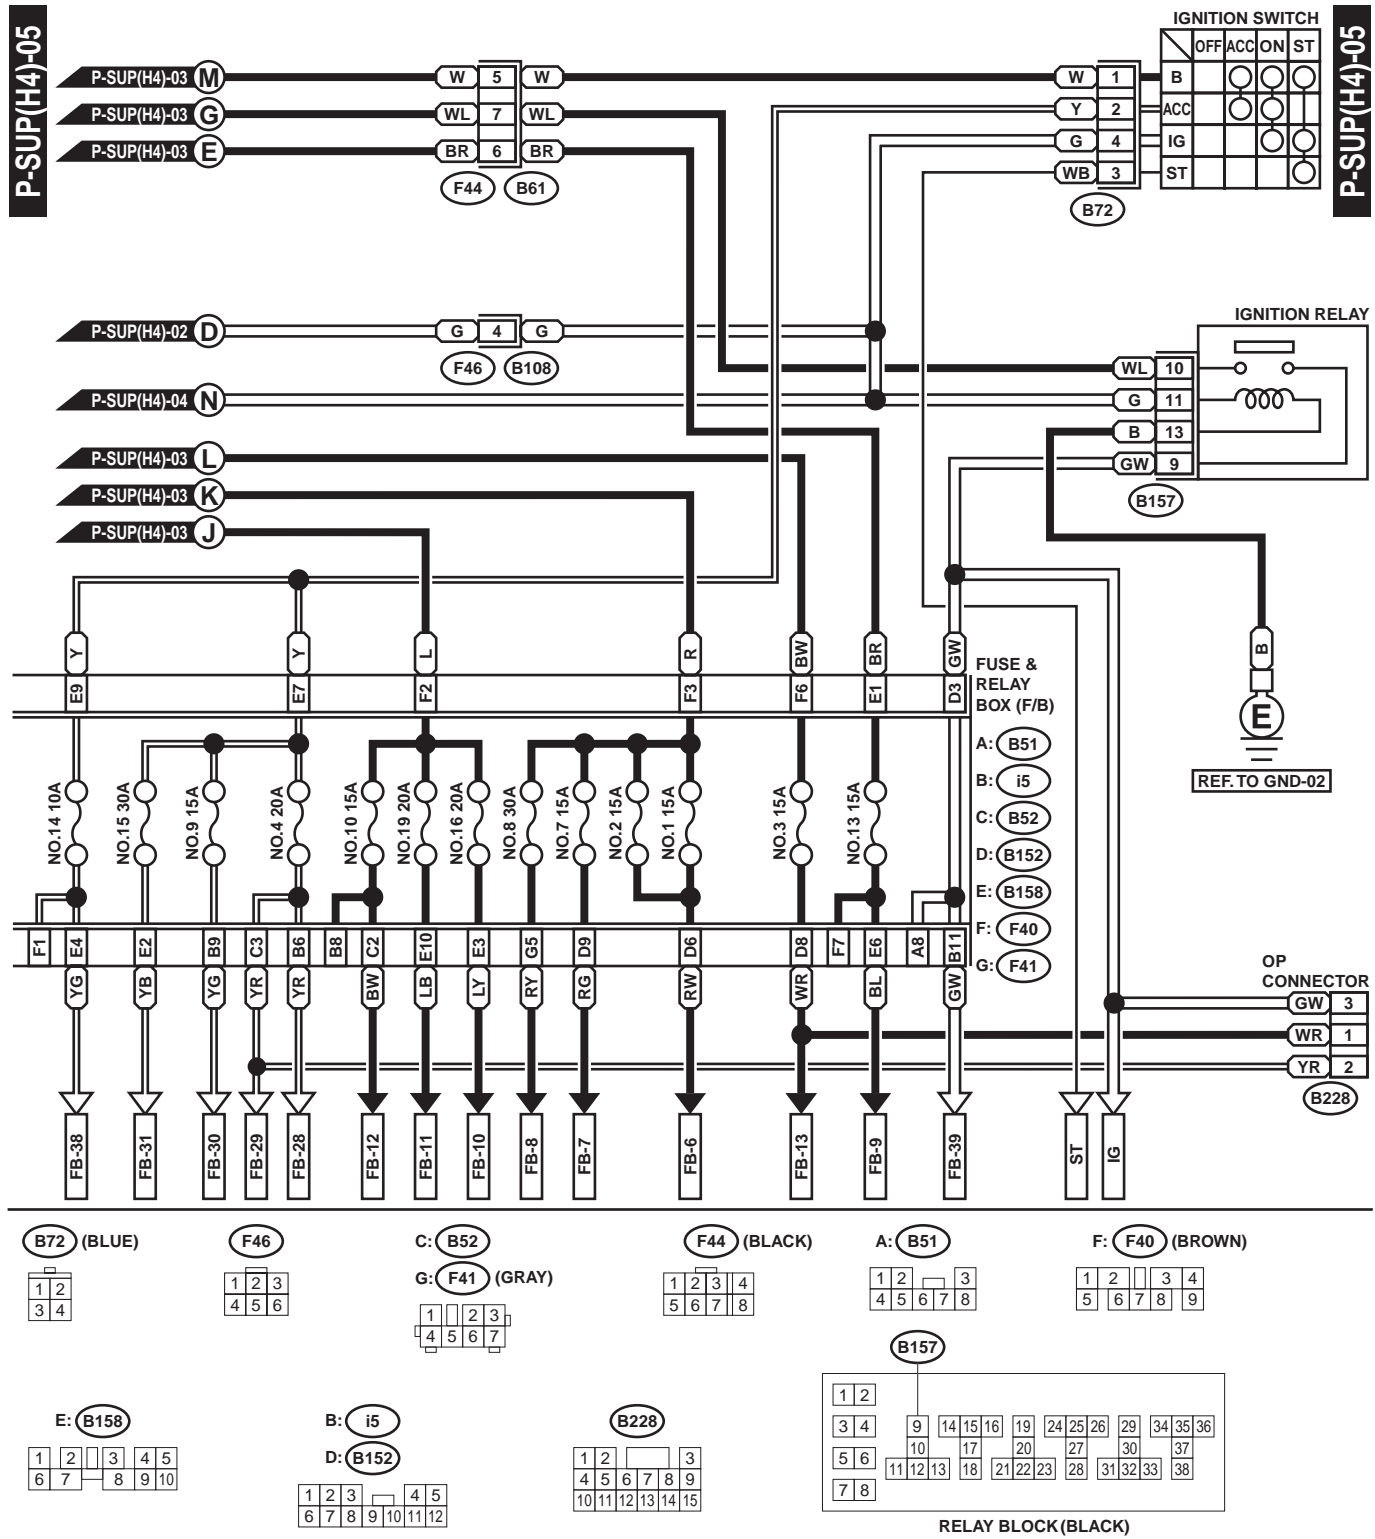 P-SUP(H4)-05
P-SUP(H4)-05
IGNITION SWITCH
OFF ACC ON ST
B
ACC
IG
ST
P-SUP(H4)-03 M W 5 W W 1
P-SUP(H4)-03 G WL 7 WL Y 2
P-SUP(H4)-03 E BR 6 BR G 4
WB 3
F44 B61
B72
IGNITION RELAY
P-SUP(H4)-02 D G 4 G
F46 B108
WL 10
P-SUP(H4)-04 N G 11
B 13
P-SUP(H4)-03 L GW 9
P-SUP(H4)-03 K
B157
P-SUP(H4)-03 J
Y Y L R BW BR GW
B
E9 E7 F2 F3 F6 E1 D3
FUSE &
RELAY
BOX (F/B)
E
REF. TO GND-02
A: B51
B: i5
C: B52
D: B152
E: B158
F: F40
G: F41
NO.14 10A
NO.15 30A
NO.9 15A
NO.4 20A
NO.10 15A
NO.19 20A
NO.16 20A
NO.8 30A
NO.7 15A
NO.2 15A
NO.1 15A
NO.3 15A
NO.13 15A
F1 E4 E2 B9 C3 B6 B8 C2 E10 E3 G5 D9 D6 D8 F7 E6 A8 B11
YG YB YG YR YR BW LB LY RY RG RW WR BL GW
OP
CONNECTOR
GW 3
WR 1
YR 2
B228
FB-38 FB-31 FB-30 FB-29 FB-28 FB-12 FB-11 FB-10 FB-8 FB-7 FB-6 FB-13 FB-9 FB-39 ST IG
B72 (BLUE)
1 2
3 4
F46
1 2 3
4 5 6
C: B52
G: F41 (GRAY)
1 2 3
4 5 6 7
F44 (BLACK)
1 2 3 4
5 6 7 8
A: B51
1 2 3
4 5 6 7 8
F: F40 (BROWN)
1 2 3 4
5 6 7 8 9
E: B158
1 2 3 4 5
6 7 8 9 10
B: i5
D: B152
1 2 3 4 5
6 7 8 9 10 11 12
B228
1 2 3
4 5 6 7 8 9
10 11 12 13 14 15
B157
1 2
3 4 9 14 15 16 19 24 25 26 29 34 35 36
10 17 20 27 30 37
5 6 11 12 13 18 21 22 23 28 31 32 33 38
7 8
RELAY BLOCK (BLACK)